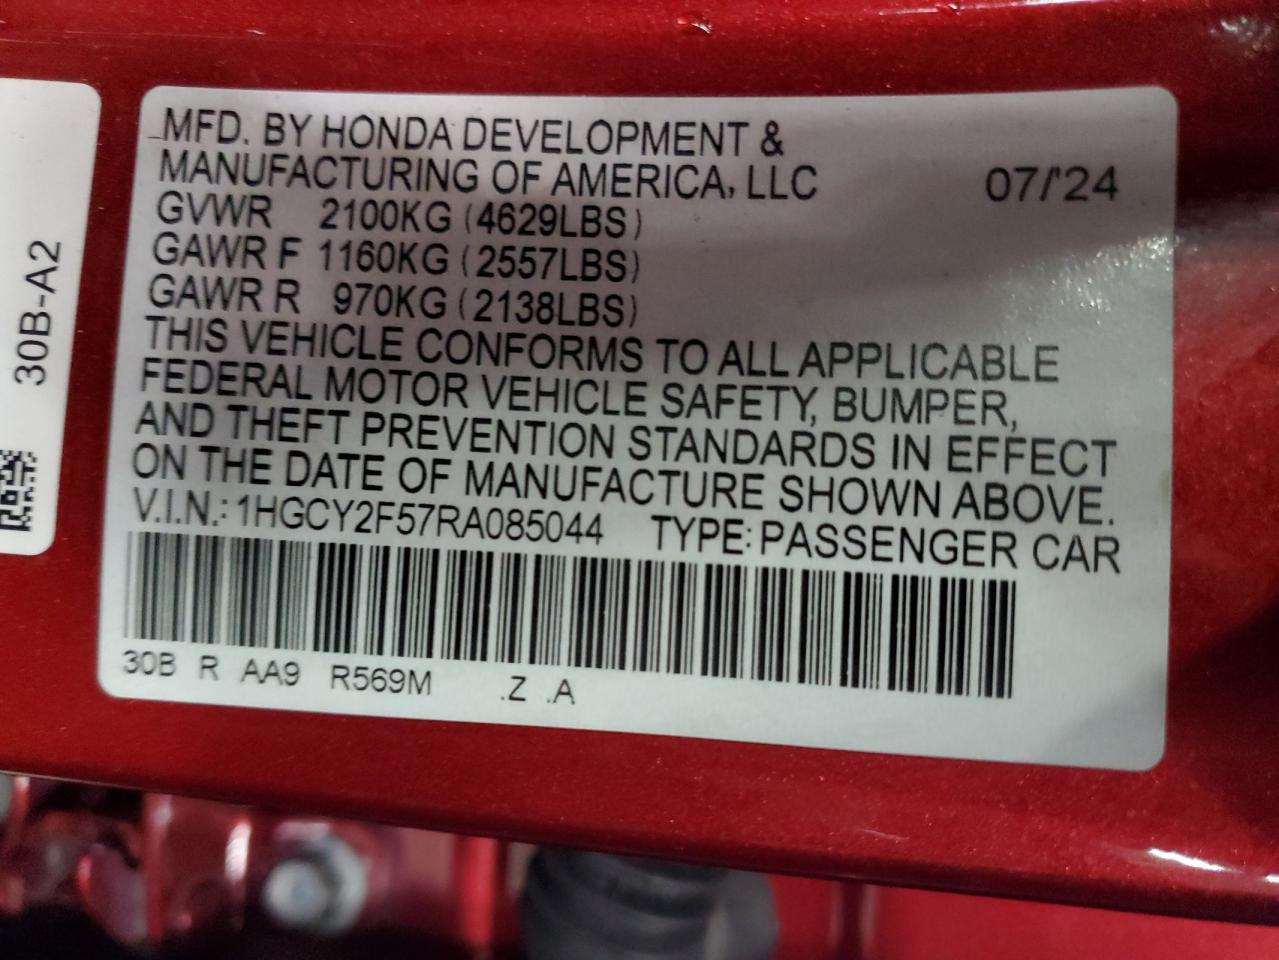 MFD. BY HONDA DEVELOPMENT &
MANUFACTURING OF AMERICA, LLC 07/'24
GVWR 2100KG (4629LBS)
GAWR F 1160KG (2557LBS)
GAWR R 970KG (2138LBS)
THIS VEHICLE CONFORMS TO ALL APPLICABLE
FEDERAL MOTOR VEHICLE SAFETY, BUMPER,
AND THEFT PREVENTION STANDARDS IN EFFECT
ON THE DATE OF MANUFACTURE SHOWN ABOVE.
V.I.N.: 1HGCY2F57RA085044 TYPE: PASSENGER CAR
30B R AA9 R569M .Z .A
30B-A2